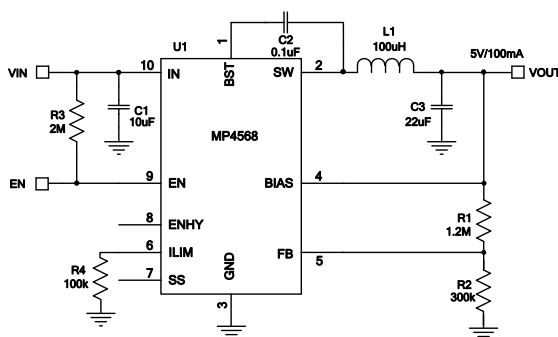 U1
1
C2
0.1uF
L1
100uH
5V/100mA
VIN
10
IN
BST
SW
2
VOUT
R3
2M
C1
10uF
MP4568
C3
22uF
EN
9
EN
BIAS
4
8
ENHY
R1
1.2M
6
ILIM
FB
5
R4
100k
7
SS
GND
3
R2
300k